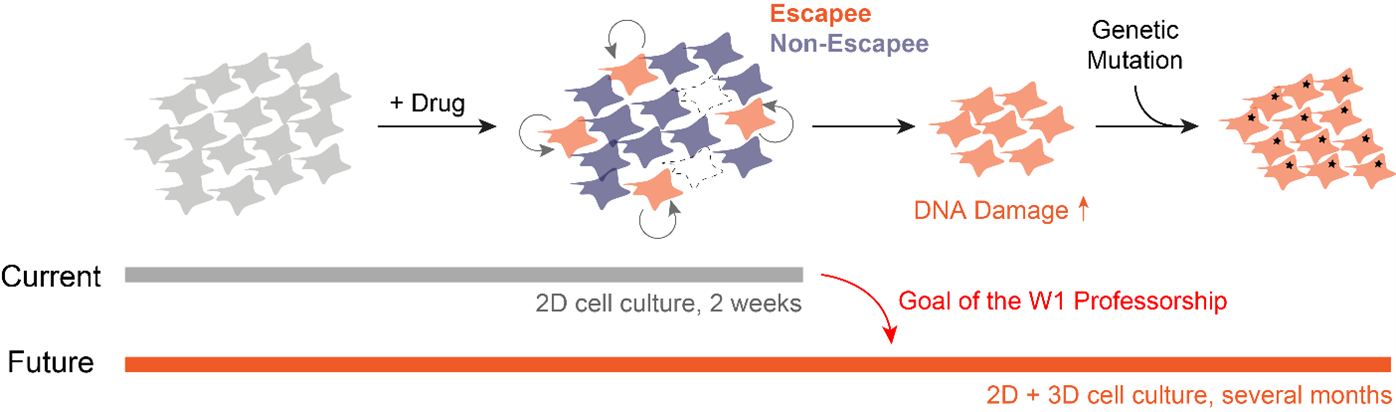 Escapee
Non-Escapee
+ Drug
Genetic
Mutation
DNA Damage ↑
Current
2D cell culture, 2 weeks
Goal of the W1 Professorship
Future
2D + 3D cell culture, several months